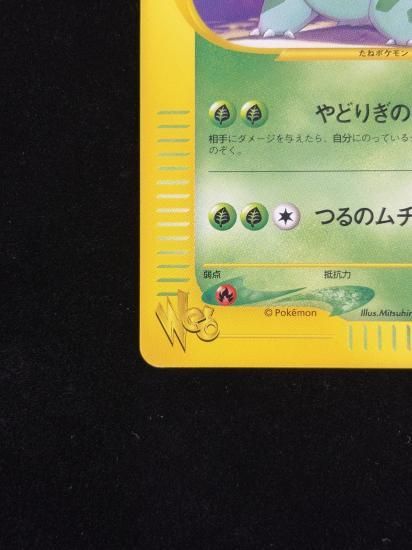 たねポケモン
やどりぎの
相手にダメージを与えたら、自分にのっている
のぞく。
つるのムチ
弱点 抵抗力
Web
© Pokémon Illus.Mitsuhir